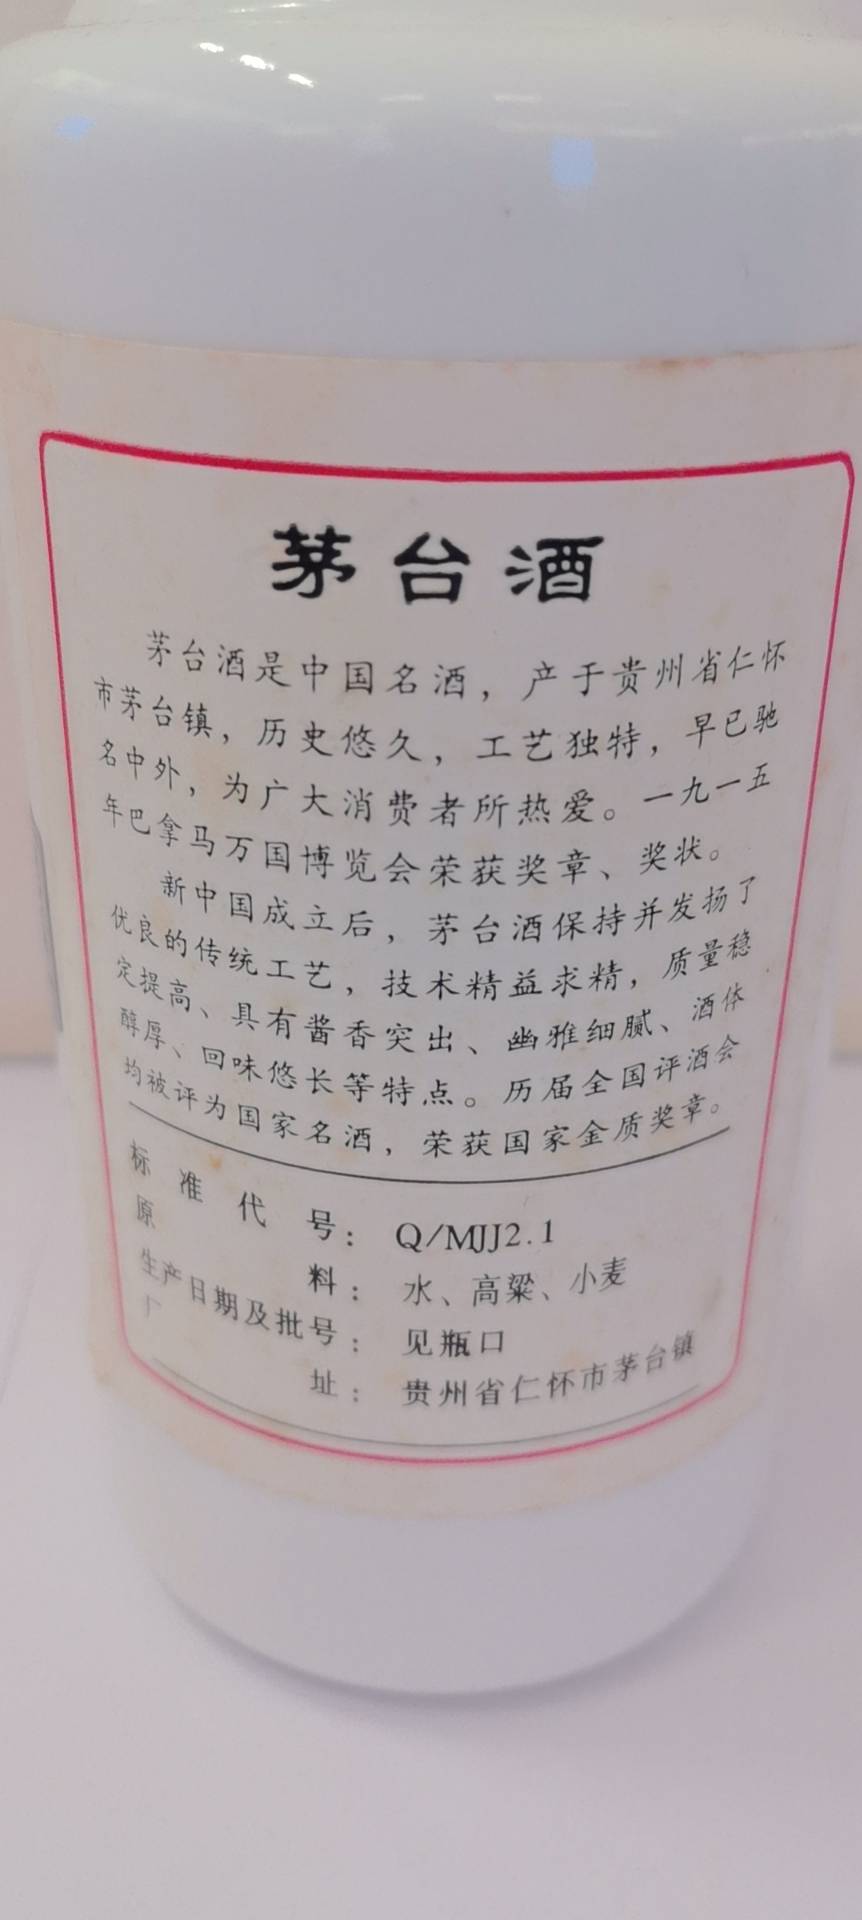 茅台酒
茅台酒是中国名酒，产于贵州省仁怀
市茅台镇，历史悠久，工艺独特，早已驰
名中外，为广大消费者所热爱。一九一五
年巴拿马万国博览会荣获奖章、奖状。
新中国成立后，茅台酒保持并发扬了
优良的传统工艺，技术精益求精，质量稳
定提高、具有酱香突出、幽雅细腻、酒体
醇厚、回味悠长等特点。历届全国评酒会
均被评为国家名酒，荣获国家金质奖章。
标准代号：Q/MJJ2.1
原料：水、高粱、小麦
生产日期及批号：见瓶口
厂址：贵州省仁怀市茅台镇